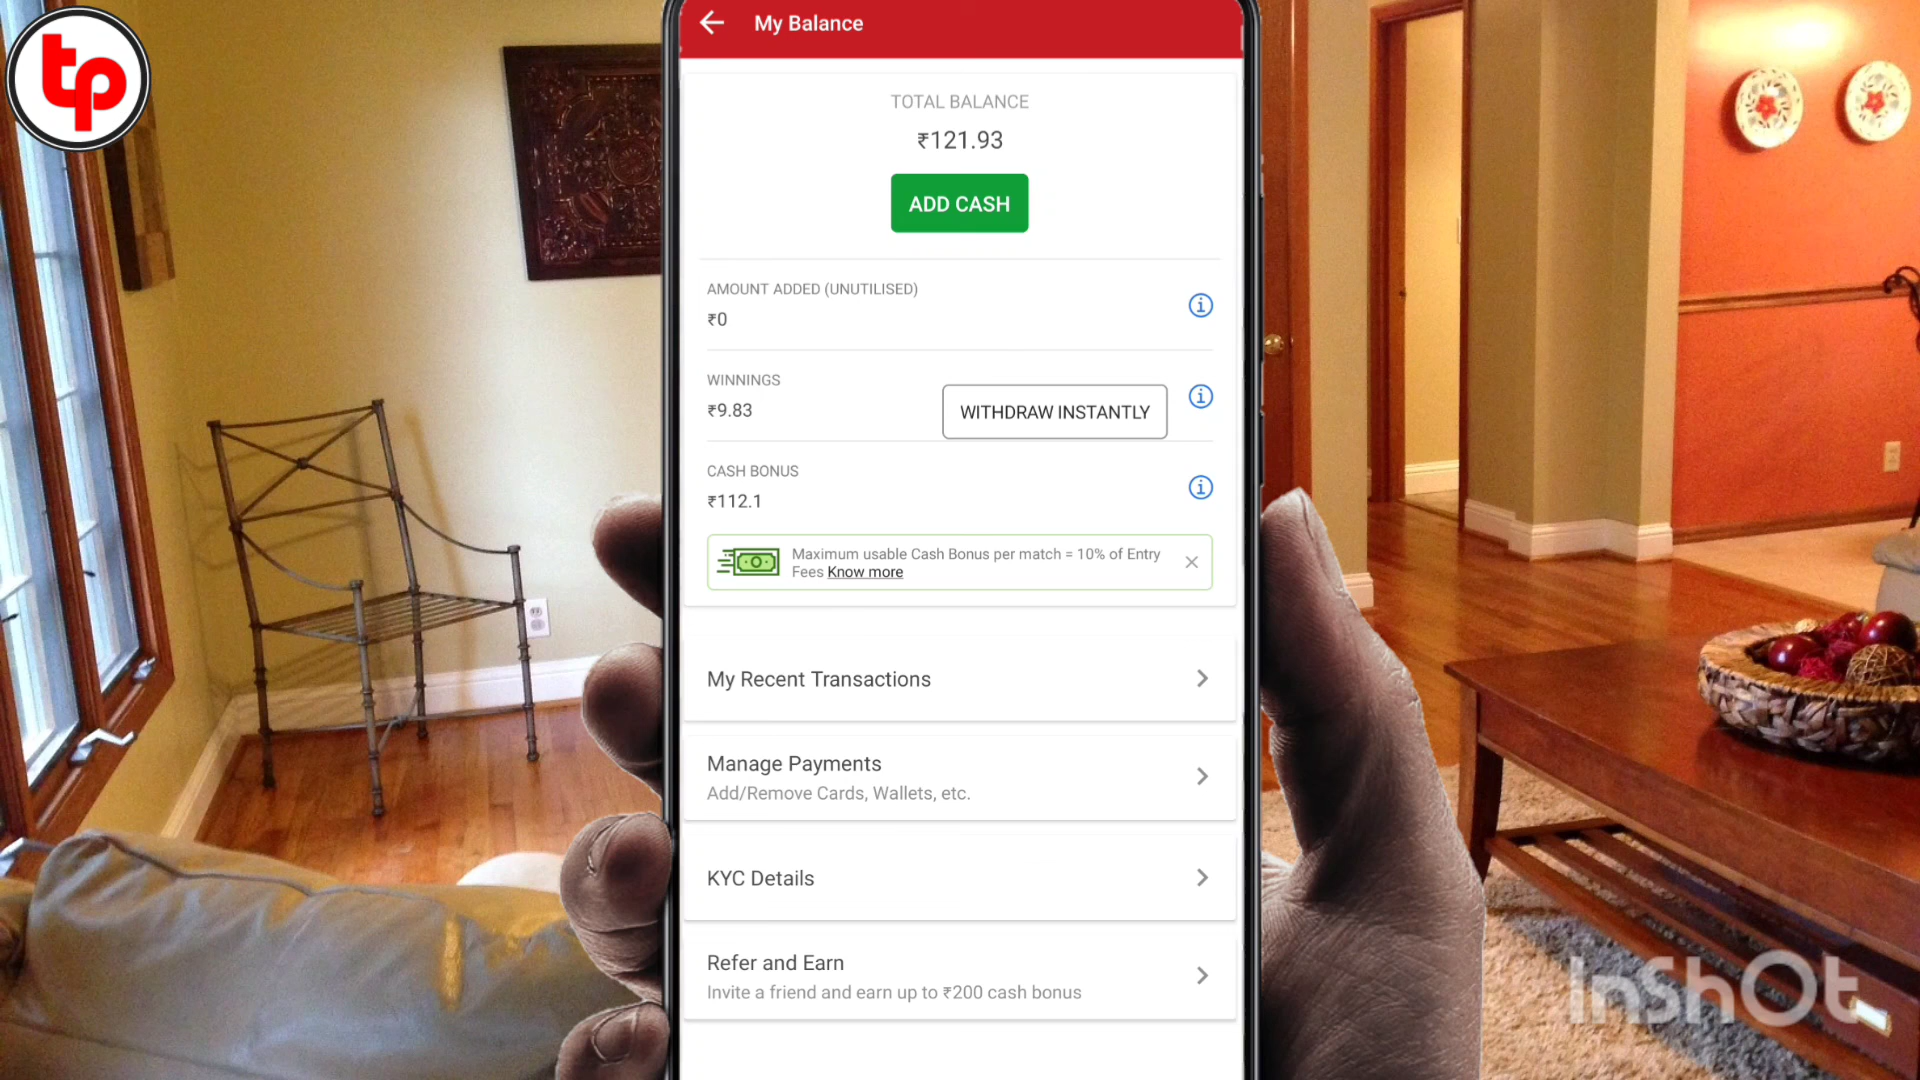 tp
My Balance
TOTAL BALANCE
₹121.93
ADD CASH
AMOUNT ADDED (UNUTILISED)
₹0
WINNINGS
₹9.83
WITHDRAW INSTANTLY
CASH BONUS
₹112.1
Maximum usable Cash Bonus per match = 10% of Entry
Fees Know more
My Recent Transactions
Manage Payments
Add/Remove Cards, Wallets, etc.
KYC Details
Refer and Earn
Invite a friend and earn up to ₹200 cash bonus
InShOt